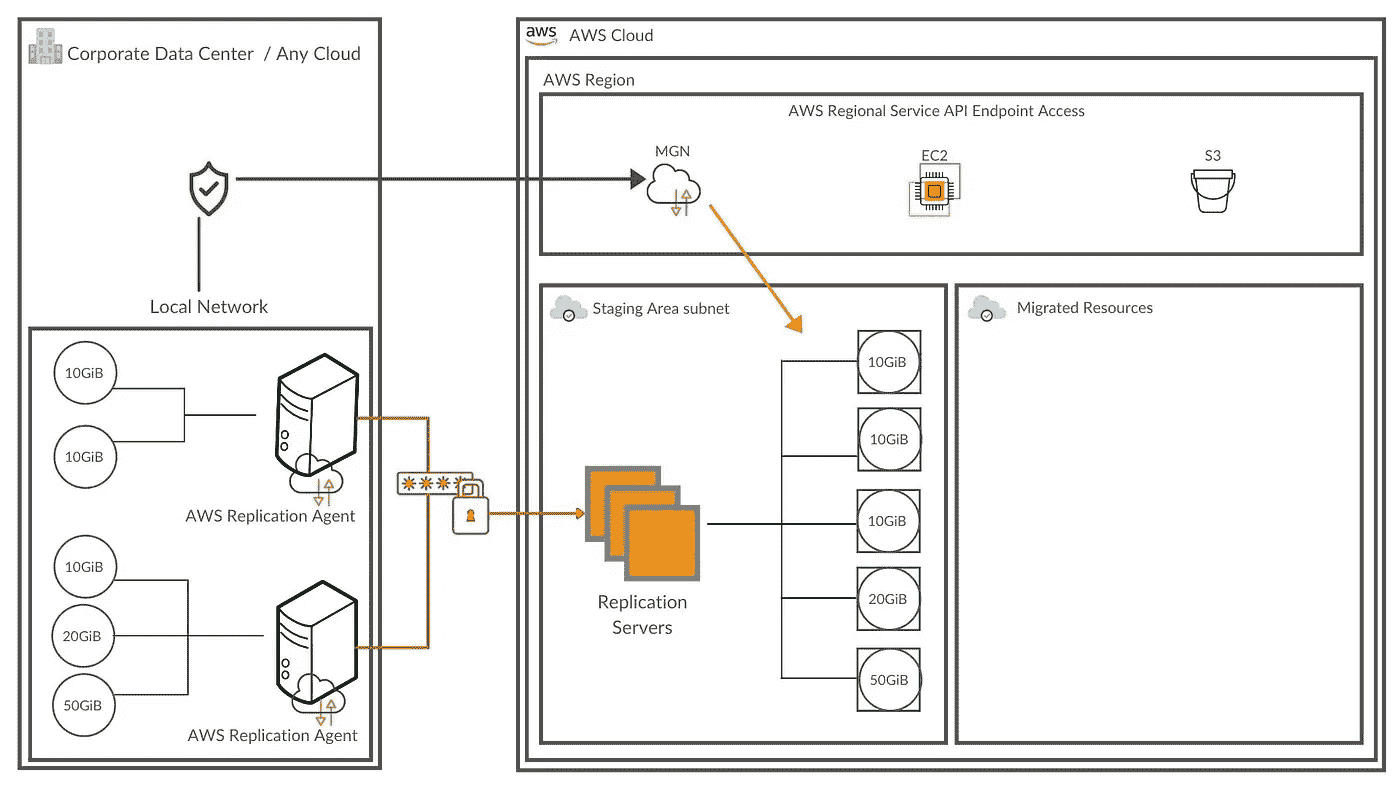 Corporate Data Center / Any Cloud
Local Network
10GiB
10GiB
AWS Replication Agent
10GiB
20GiB
50GiB
AWS Replication Agent
****
aws
AWS Cloud
AWS Region
AWS Regional Service API Endpoint Access
MGN
EC2
S3
Staging Area subnet
Replication
Servers
10GiB
10GiB
10GiB
20GiB
50GiB
Migrated Resources